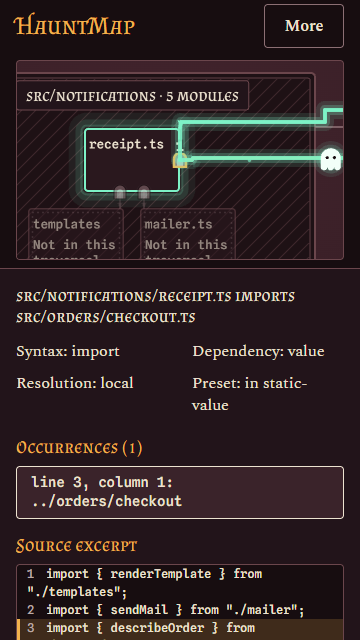 HauntMap
More
src/notifications · 5 modules
receipt.ts
templates
mailer.ts
Not in this
Not in this
traversal
src/notifications/receipt.ts imports
src/orders/checkout.ts
Syntax: import
Dependency: value
Resolution: local
Preset: in static-
value
Occurrences (1)
line 3, column 1:
../orders/checkout
Source excerpt
1 import { renderTemplate } from
"./templates";
2 import { sendMail } from "./mailer";
3 import { describeOrder } from